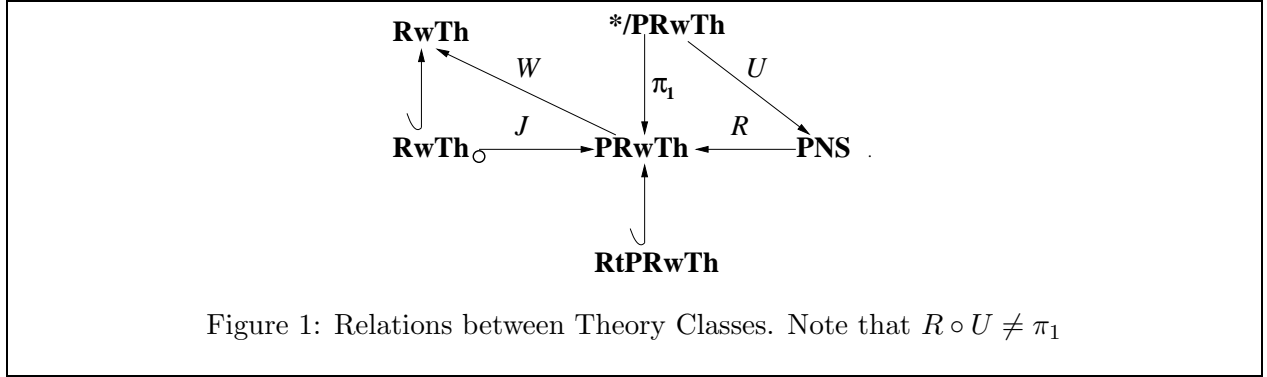 RwTh */PRwTh
W U
π₁
J R
RwTh PRwTh PNS .
RtPRwTh
Figure 1: Relations between Theory Classes. Note that R ∘ U ≠ π₁